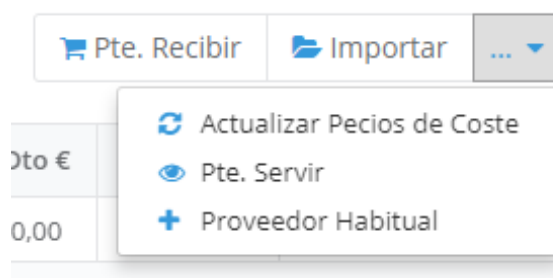 Pte. Recibir Importar ...
Actualizar Pecios de Coste
Dto €
Pte. Servir
Proveedor Habitual
0,00